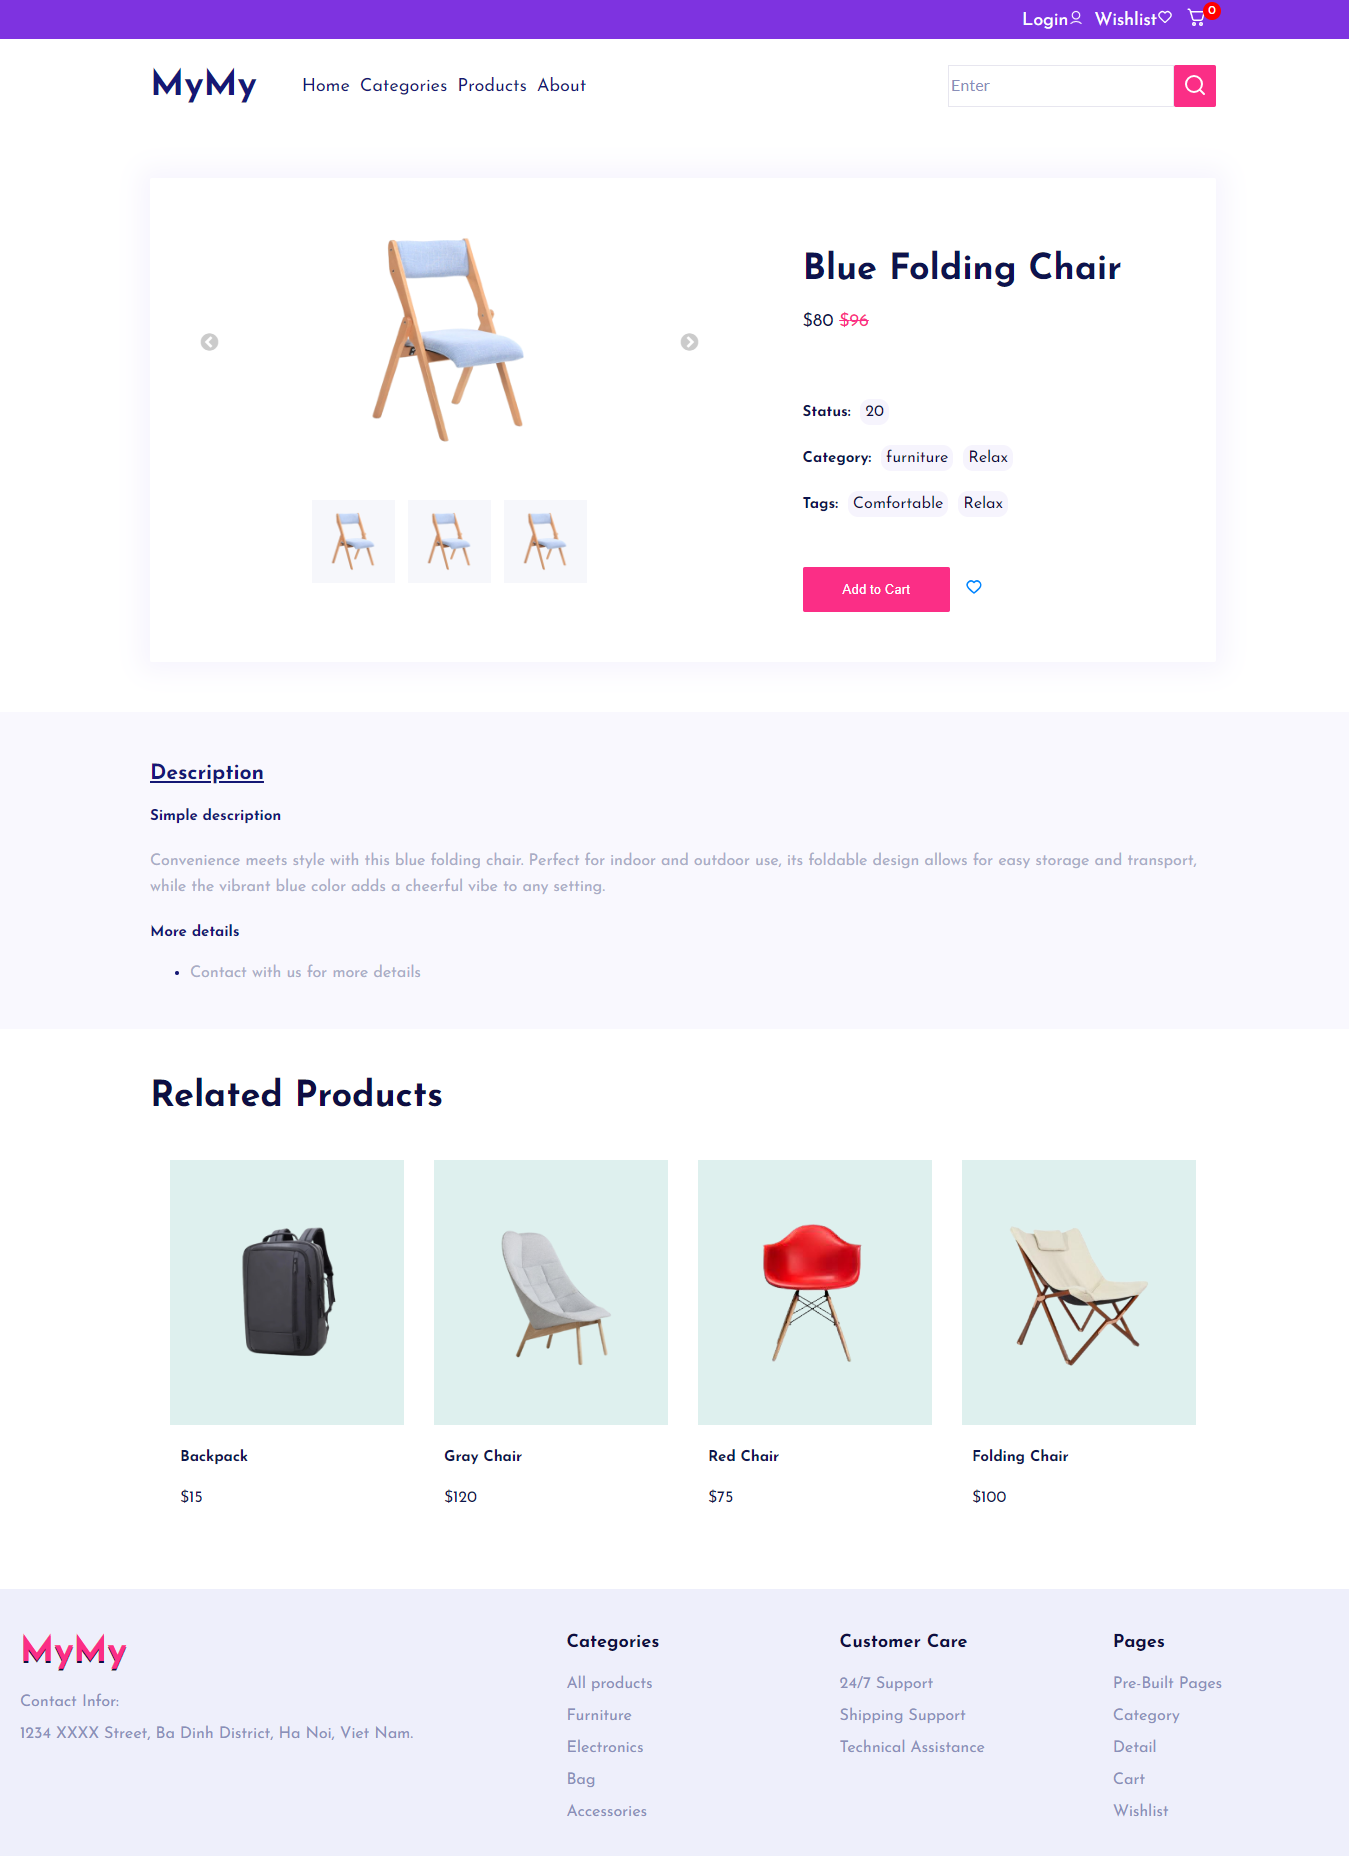 Login Wishlist 0
MyMy Home Categories Products About Enter
Blue Folding Chair
$80 $96
Status: 20
Category: furniture Relax
Tags: Comfortable Relax
Add to Cart
Description
Simple description
Convenience meets style with this blue folding chair. Perfect for indoor and outdoor use, its foldable design allows for easy storage and transport,
while the vibrant blue color adds a cheerful vibe to any setting.
More details
• Contact with us for more details
Related Products
Backpack
$15
Gray Chair
$120
Red Chair
$75
Folding Chair
$100
MyMy
Contact Infor:
1234 XXXX Street, Ba Dinh District, Ha Noi, Viet Nam.
Categories
All products
Furniture
Electronics
Bag
Accessories
Customer Care
24/7 Support
Shipping Support
Technical Assistance
Pages
Pre-Built Pages
Category
Detail
Cart
Wishlist